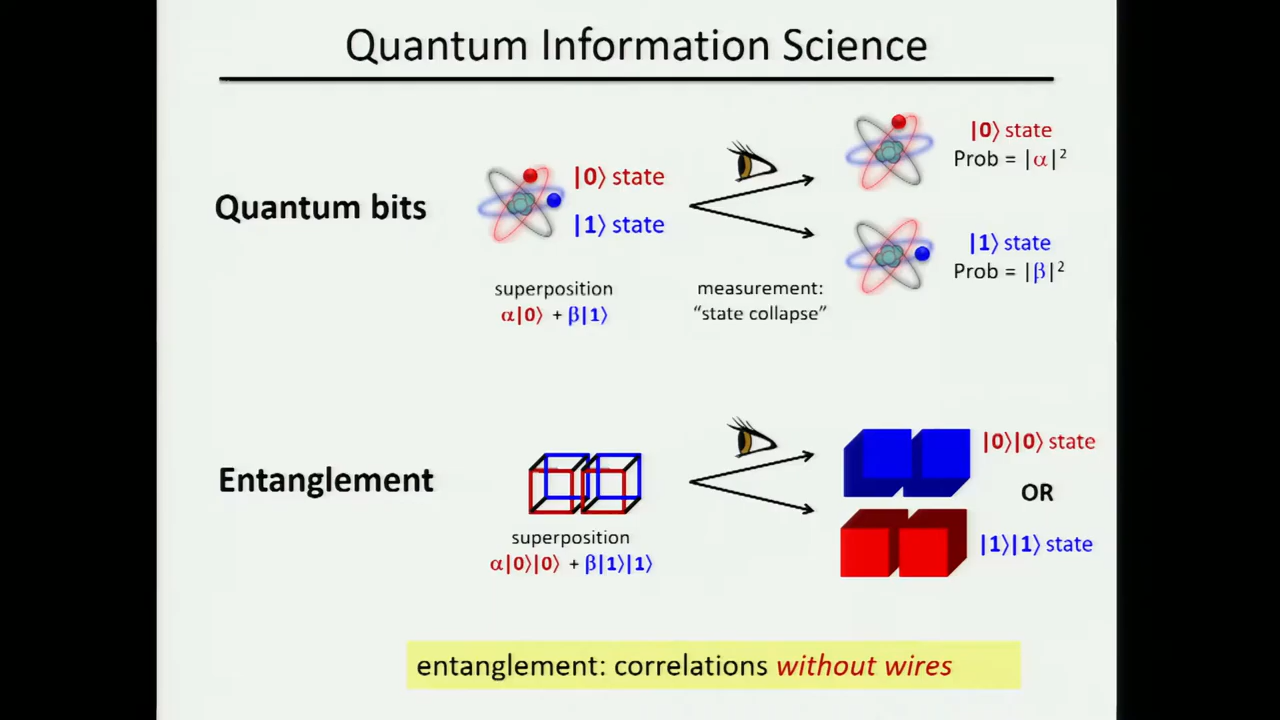 Quantum Information Science
Quantum bits
|0⟩ state
|1⟩ state
superposition
α|0⟩ + β|1⟩
measurement:
“state collapse”
|0⟩ state
Prob = |α|²
|1⟩ state
Prob = |β|²
Entanglement
superposition
α|0⟩|0⟩ + β|1⟩|1⟩
|0⟩|0⟩ state
OR
|1⟩|1⟩ state
entanglement: correlations without wires